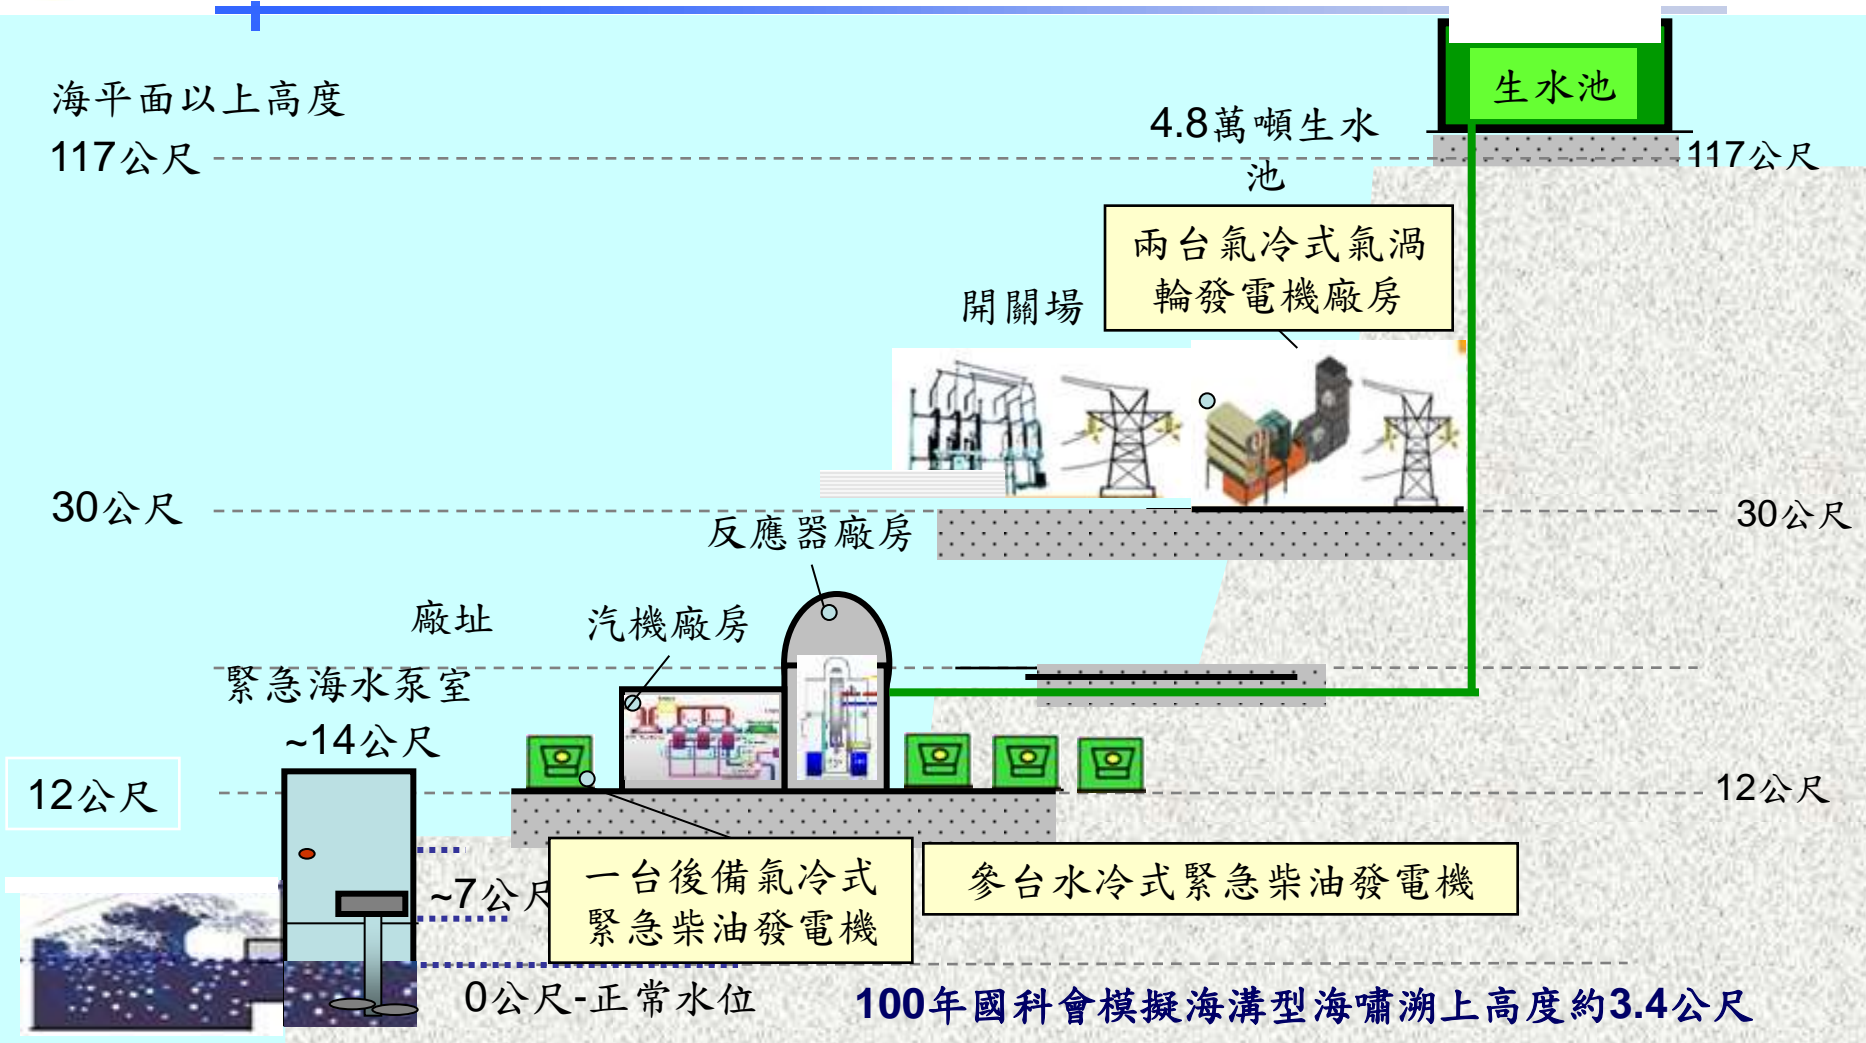 生水池
海平面以上高度
4.8萬噸生水
池
117公尺
117公尺
兩台氣冷式氣渦
輪發電機廠房
開關場
30公尺
30公尺
反應器廠房
廠址
汽機廠房
緊急海水泵室
~14公尺
12公尺
12公尺
~7公尺
一台後備氣冷式
緊急柴油發電機
參台水冷式緊急柴油發電機
0公尺-正常水位
100年國科會模擬海溝型海嘯溯上高度約3.4公尺